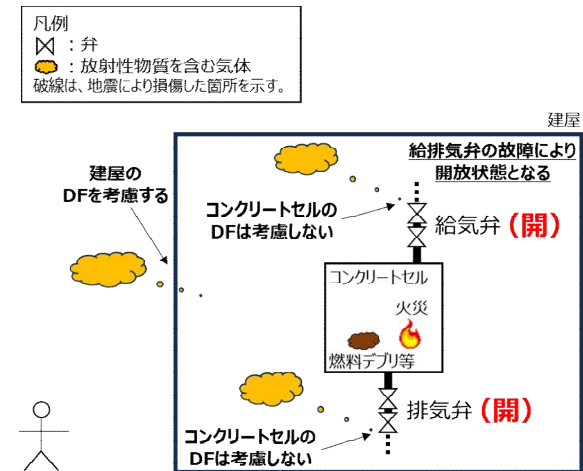 凡例
：弁
：放射性物質を含む気体
破線は、地震により損傷した箇所を示す。
建屋
給排気弁の故障により
開放状態となる
建屋の
DFを考慮する
コンクリートセルの
DFは考慮しない
給気弁（開）
コンクリートセル
火災
燃料デブリ等
排気弁（開）
コンクリートセルの
DFは考慮しない